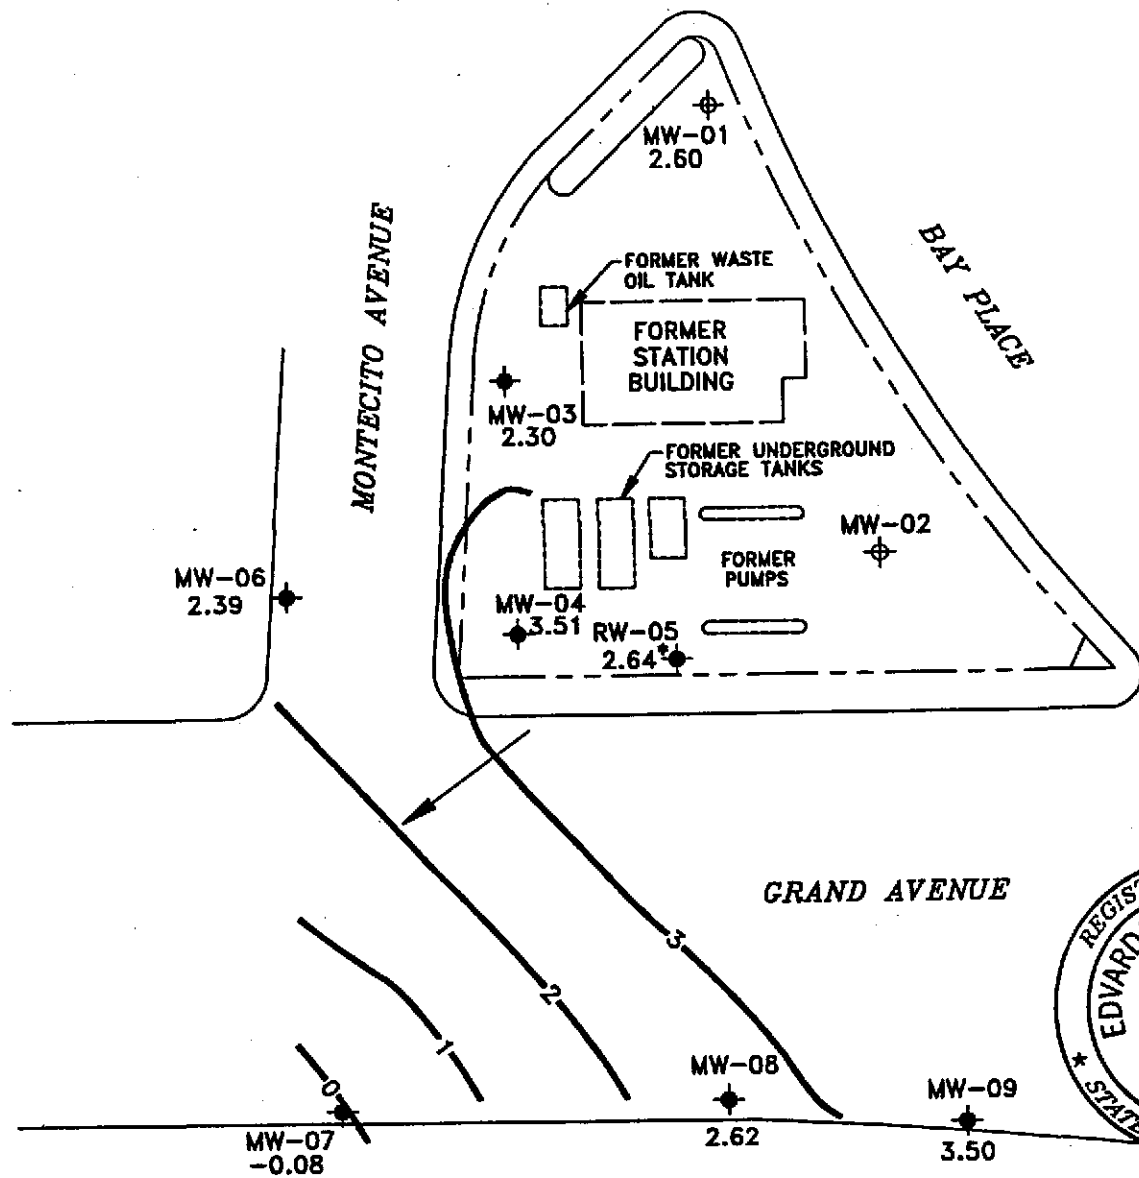 MW-01
2.60
MONTECITO AVENUE
BAY PLACE
FORMER WASTE
OIL TANK
FORMER
STATION
BUILDING
MW-03
2.30
FORMER UNDERGROUND
STORAGE TANKS
MW-02
FORMER
PUMPS
MW-06
2.39
MW-04
3.51
RW-05
2.64*
GRAND AVENUE
3
2
1
0
MW-08
2.62
MW-09
3.50
MW-07
-0.08
REGIST
EDVARD
★ STATE